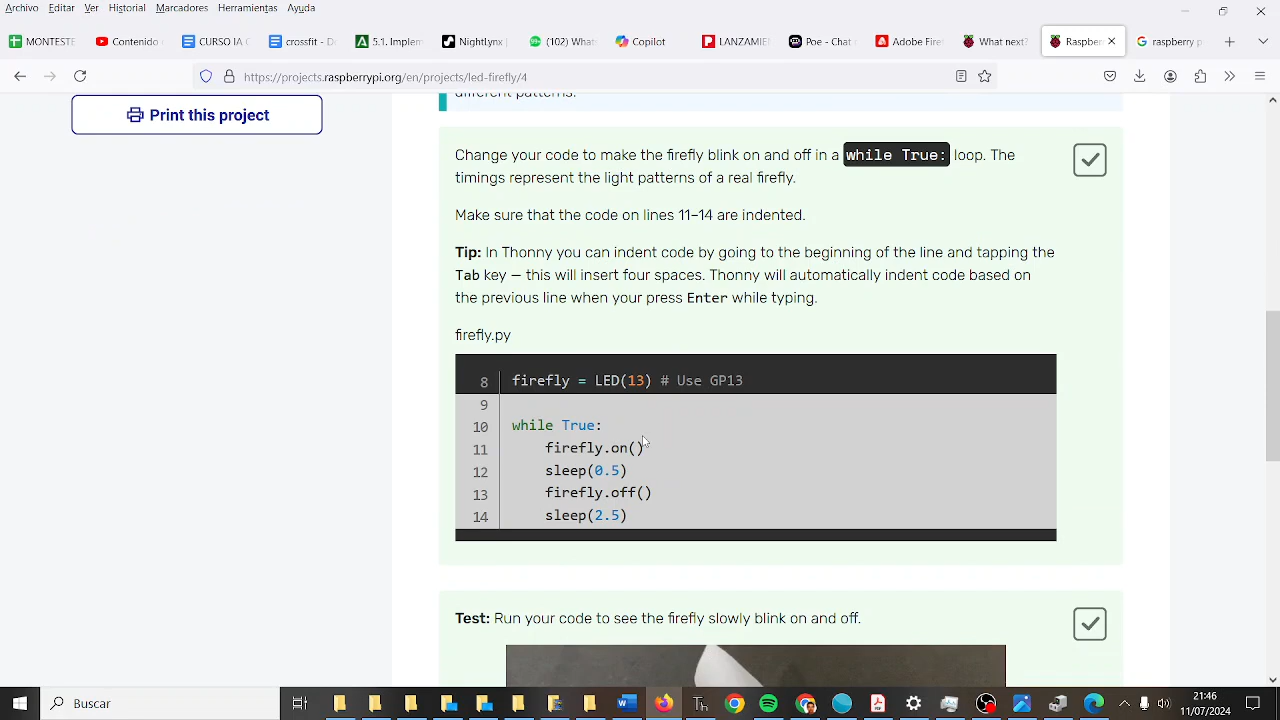 Archivo Editar Ver Historial Marcadores Herramientas Ayuda
MONTESTE
Contenido
CURSO IA C
crossfit - D
5.1. Implem
NightLynx
(102) What
Copilot
LANZAMIE
Poe - Chat
Adobe Fire
What next?
Raspber
raspberry p
https://projects.raspberrypi.org/en/projects/led-firefly/4
Print this project
different patterns.
Change your code to make the firefly blink on and off in a while True: loop. The
timings represent the light patterns of a real firefly.
Make sure that the code on lines 11–14 are indented.
Tip: In Thonny you can indent code by going to the beginning of the line and tapping the
Tab key — this will insert four spaces. Thonny will automatically indent code based on
the previous line when your press Enter while typing.
firefly.py
8 firefly = LED(13) # Use GP13
9
10 while True:
11 firefly.on()
12 sleep(0.5)
13 firefly.off()
14 sleep(2.5)
Test: Run your code to see the firefly slowly blink on and off.
Buscar
21:46
11/07/2024